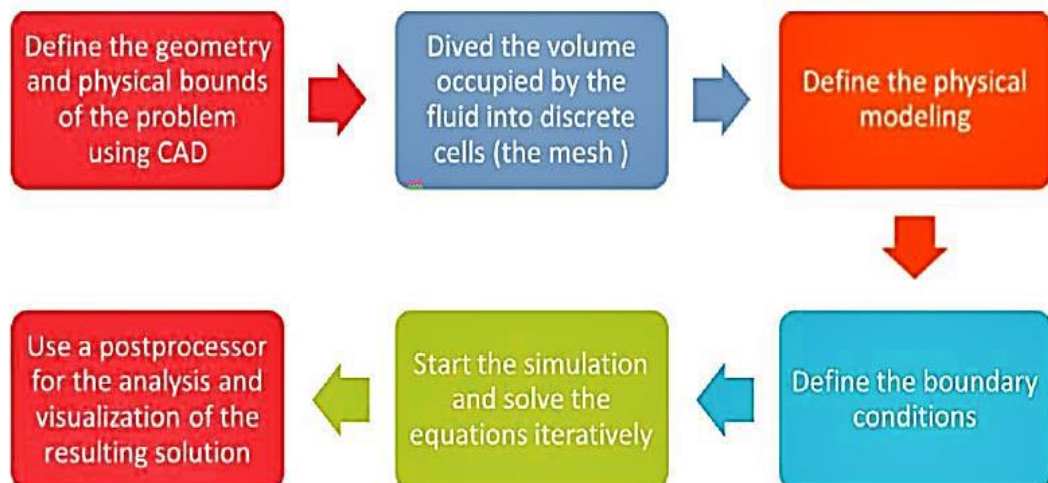 Define the geometry
and physical bounds
of the problem
using CAD
Dived the volume
occupied by the
fluid into discrete
cells (the mesh )
Define the physical
modeling
Define the boundary
conditions
Start the simulation
and solve the
equations iteratively
Use a postprocessor
for the analysis and
visualization of the
resulting solution